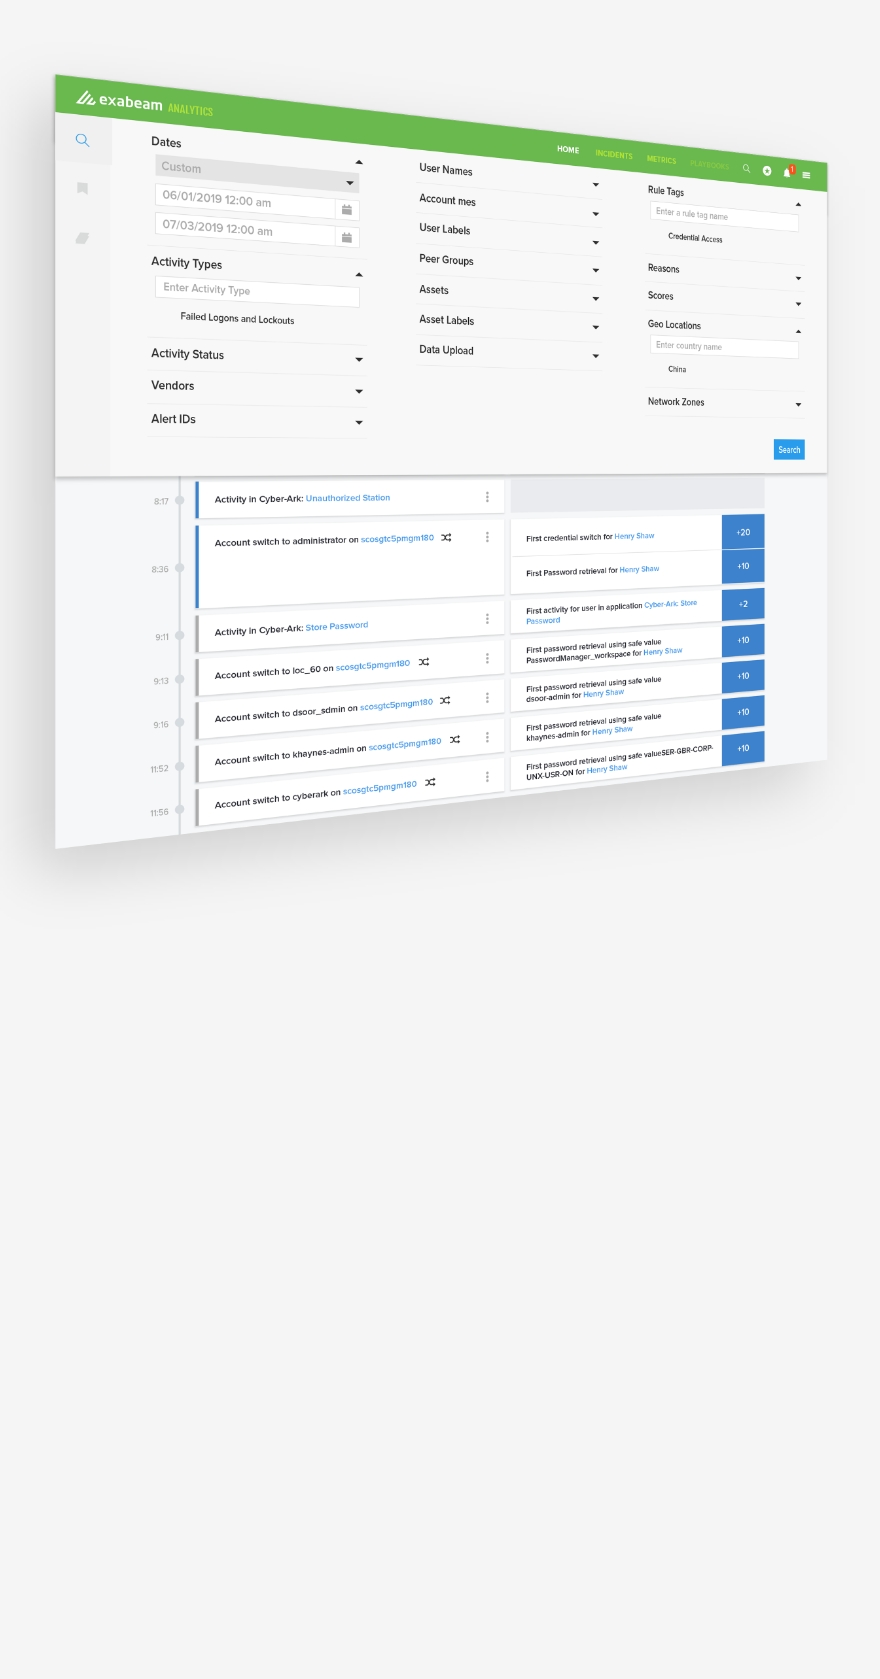 exabeam ANALYTICS
HOME
INCIDENTS
METRICS
PLAYBOOKS
1
Dates
Custom
06/01/2019 12:00 am
07/03/2019 12:00 am
Activity Types
Enter Activity Type
Failed Logons and Lockouts
Activity Status
Vendors
Alert IDs
User Names
Account mes
User Labels
Peer Groups
Assets
Asset Labels
Data Upload
Rule Tags
Enter a rule tag name
Credential Access
Reasons
Scores
Geo Locations
Enter country name
China
Network Zones
Search
8:17
Activity in Cyber-Ark: Unauthorized Station
8:36
Account switch to administrator on scosgtc5pmgm180
First credential switch for Henry Shaw
+20
First Password retrieval for Henry Shaw
+10
9:11
Activity in Cyber-Ark: Store Password
First activity for user in application Cyber-Ark Store
Password
+2
9:13
Account switch to loc_60 on scosgtc5pmgm180
First password retrieval using safe value
PasswordManager_workspace for Henry Shaw
+10
9:16
Account switch to dsoor_sdmin on scosgtc5pmgm180
First password retrieval using safe value
dsoor-admin for Henry Shaw
+10
11:52
Account switch to khaynes-admin on scosgtc5pmgm180
First password retrieval using safe value
khaynes-admin for Henry Shaw
+10
11:56
Account switch to cyberark on scosgtc5pmgm180
First password retrieval using safe valueSER-GBR-CORP-
UNX-USR-ON for Henry Shaw
+10